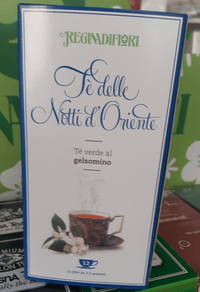 REGINADIFIORI
Tè delle
Notti d'Oriente
Tè verde al
gelsomino
12